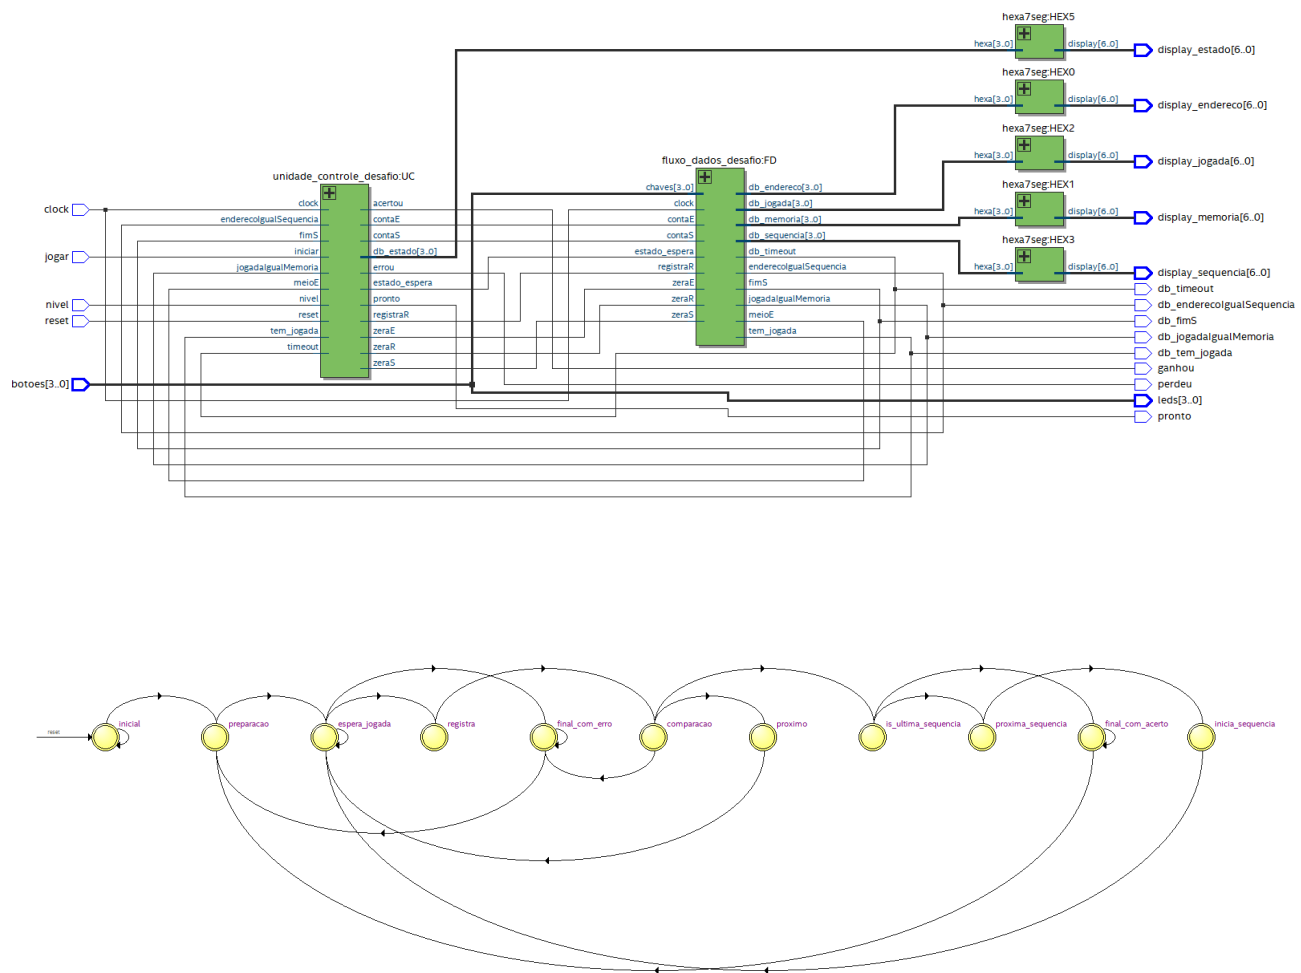 hexa7seg:HEX5
hexa[3..0] display[6..0] display_estado[6..0]
hexa7seg:HEX0
hexa[3..0] display[6..0] display_endereco[6..0]
hexa7seg:HEX2
hexa[3..0] display[6..0] display_jogada[6..0]
hexa7seg:HEX1
hexa[3..0] display[6..0] display_memoria[6..0]
hexa7seg:HEX3
hexa[3..0] display[6..0] display_sequencia[6..0]
fluxo_dados_desafio:FD
chaves[3..0] db_endereco[3..0]
clock db_jogada[3..0]
contaE db_memoria[3..0]
contaS db_sequencia[3..0]
estado_espera db_timeout
registraR enderecoIgualSequencia
zeraE fimS
zeraR jogadaIgualMemoria
zeraS meioE
tem_jogada
unidade_controle_desafio:UC
clock acertou
enderecoIgualSequencia contaE
fimS contaS
iniciar db_estado[3..0]
jogadaIgualMemoria errou
meioE estado_espera
nivel pronto
reset registraR
tem_jogada zeraE
timeout zeraR
zeraS
clock
jogar
nivel
reset
botoes[3..0]
db_timeout
db_enderecoIgualSequencia
db_fimS
db_jogadaIgualMemoria
db_tem_jogada
ganhou
perdeu
leds[3..0]
pronto
reset
inicial
preparacao
espera_jogada
registra
final_com_erro
comparacao
proximo
is_ultima_sequencia
proxima_sequencia
final_com_acerto
inicia_sequencia